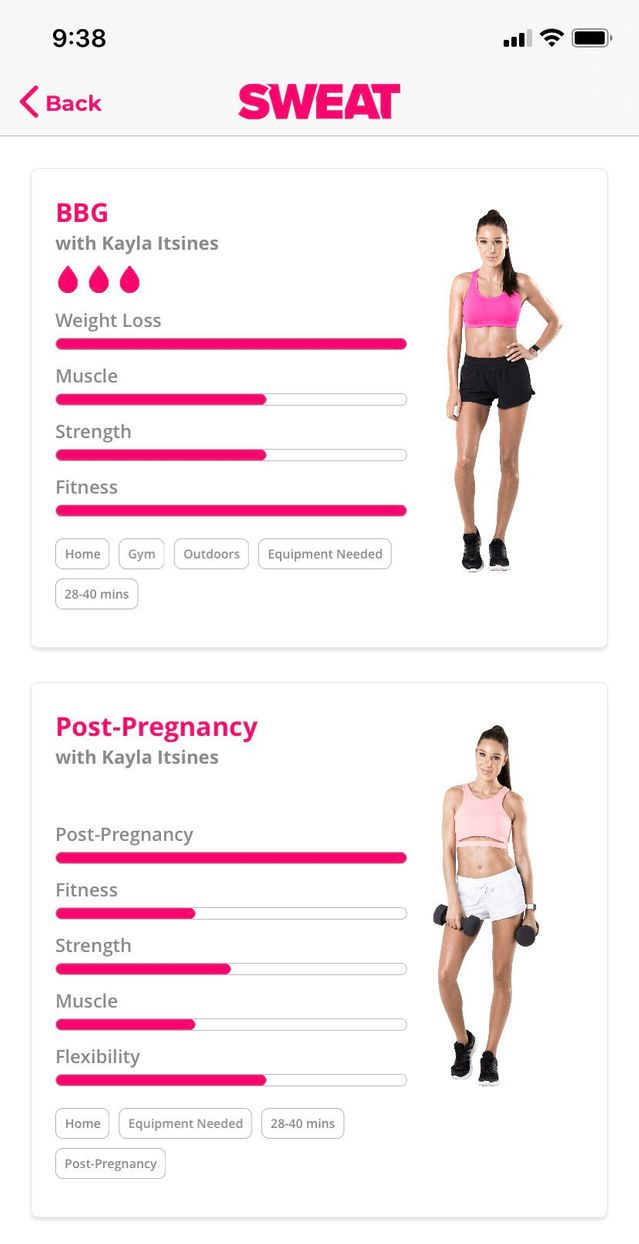 9:38
Back
SWEAT
BBG
with Kayla Itsines
Weight Loss
Muscle
Strength
Fitness
Home Gym Outdoors Equipment Needed
28-40 mins
Post-Pregnancy
with Kayla Itsines
Post-Pregnancy
Fitness
Strength
Muscle
Flexibility
Home Equipment Needed 28-40 mins
Post-Pregnancy